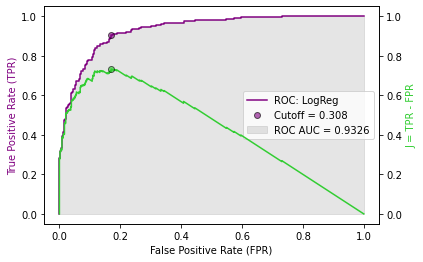 1.0
0.8
0.6
0.4
0.2
0.0
True Positive Rate (TPR)
ROC: LogReg
Cutoff = 0.308
ROC AUC = 0.9326
1.0
0.8
0.6
0.4
0.2
0.0
J = TPR - FPR
0.0 0.2 0.4 0.6 0.8 1.0
False Positive Rate (FPR)